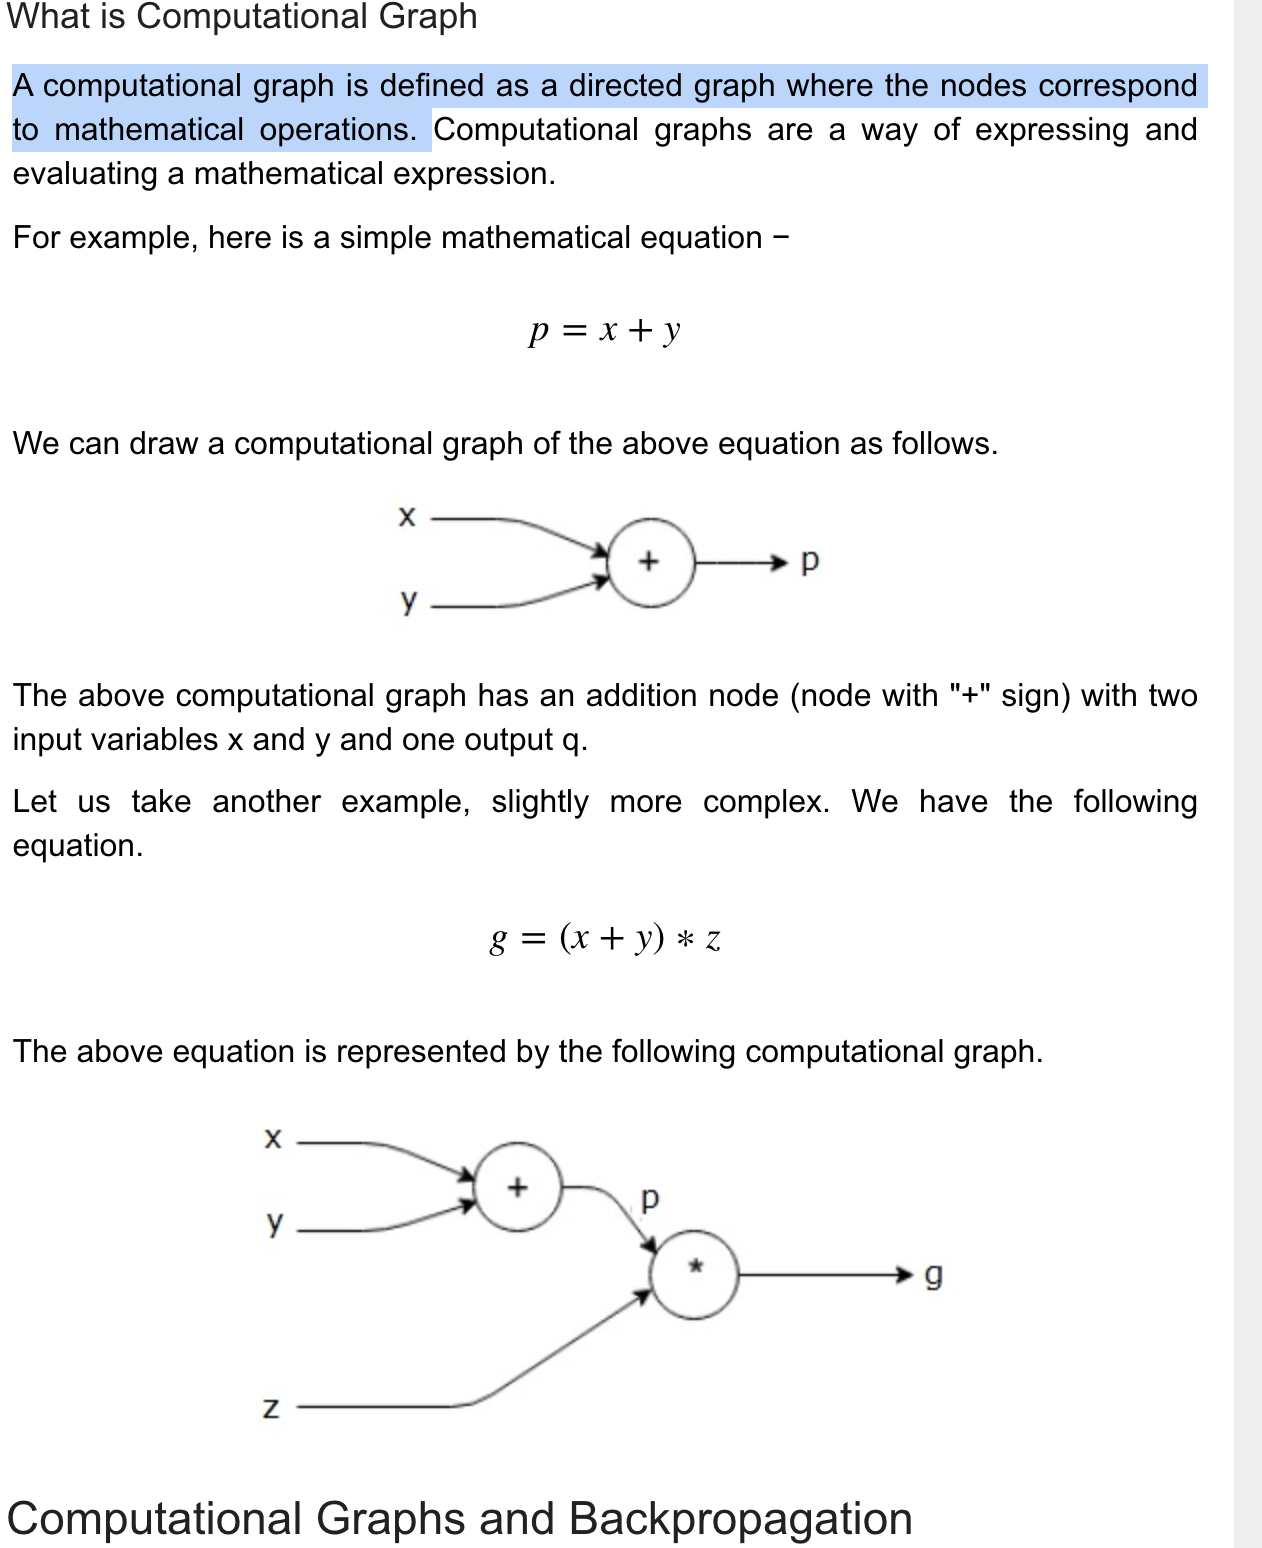 What is Computational Graph
A computational graph is defined as a directed graph where the nodes correspond
to mathematical operations. Computational graphs are a way of expressing and
evaluating a mathematical expression.
For example, here is a simple mathematical equation −
p = x + y
We can draw a computational graph of the above equation as follows.
x
+
p
y
The above computational graph has an addition node (node with "+" sign) with two
input variables x and y and one output q.
Let us take another example, slightly more complex. We have the following
equation.
g = (x + y) ∗ z
The above equation is represented by the following computational graph.
x
+
p
y
*
g
z
Computational Graphs and Backpropagation